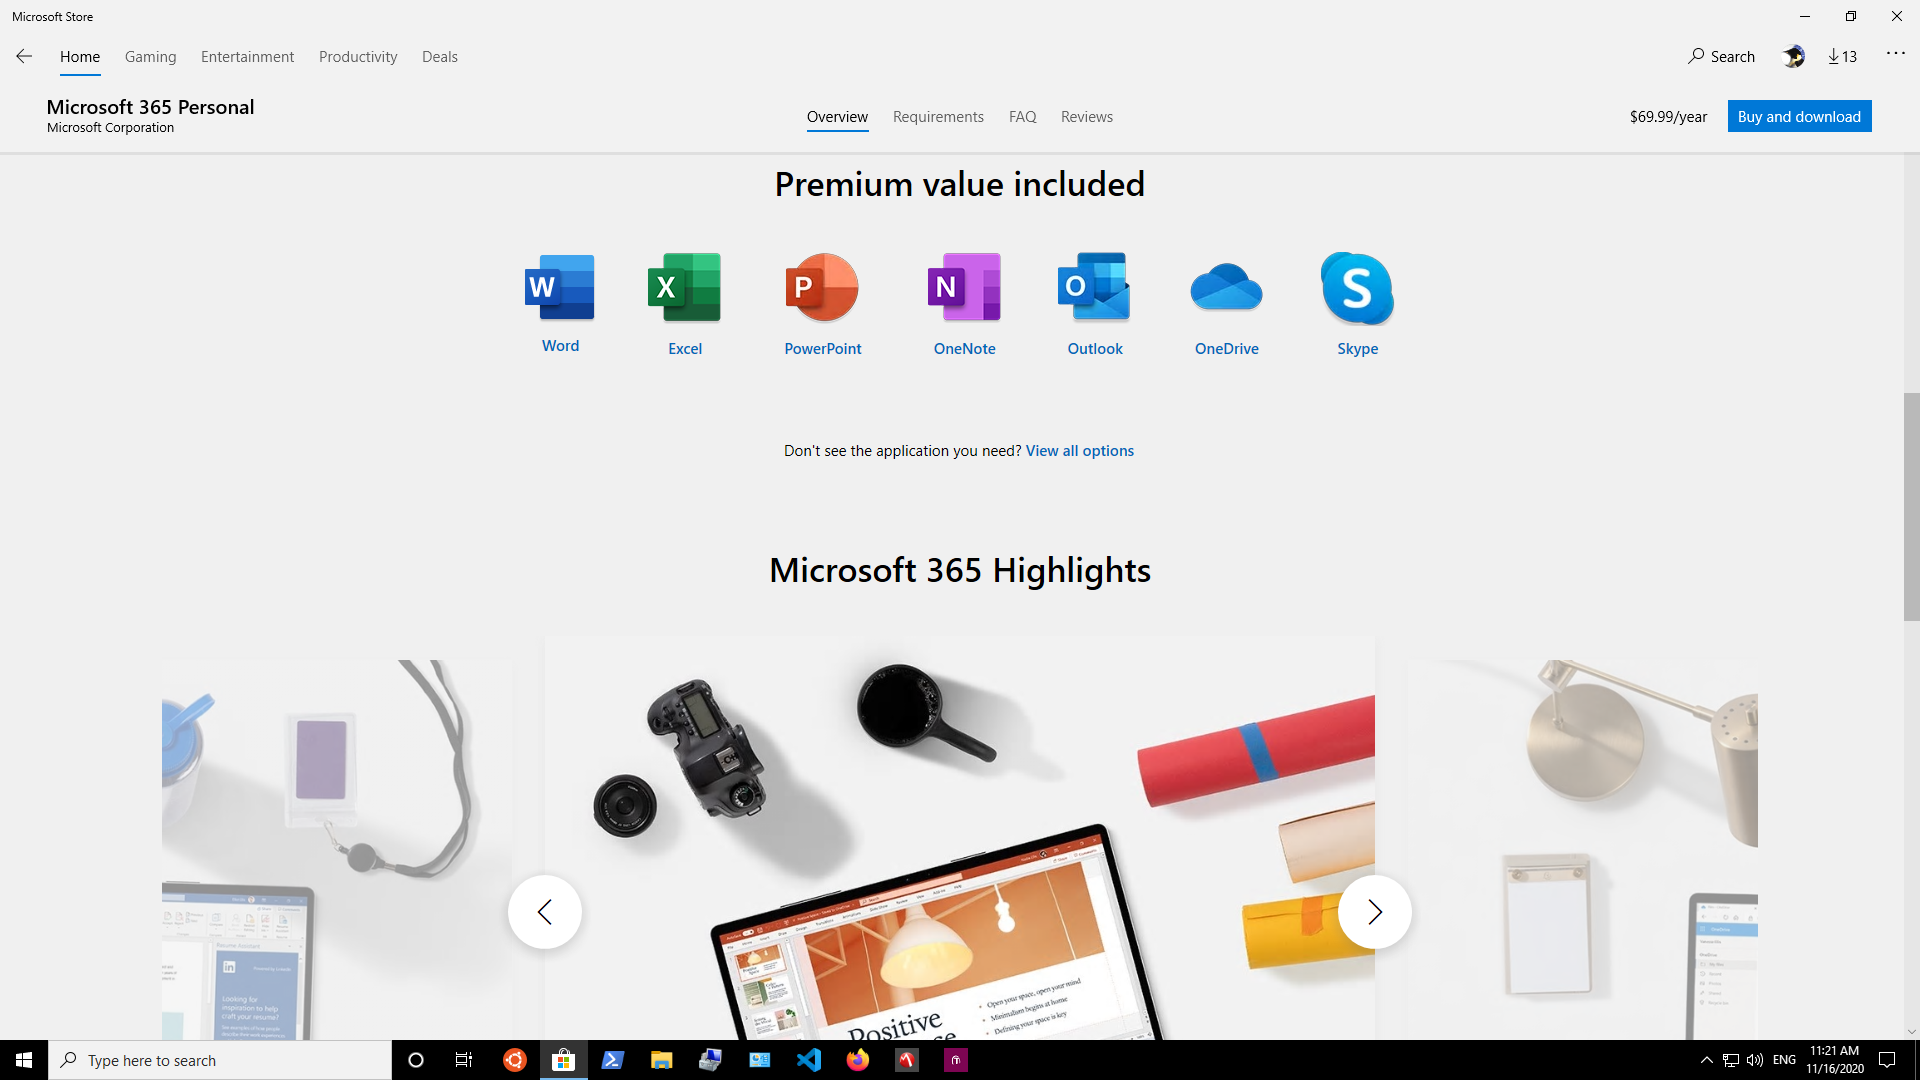 Microsoft Store
Home Gaming Entertainment Productivity Deals
Search 13
Microsoft 365 Personal
Microsoft Corporation
Overview Requirements FAQ Reviews
$69.99/year Buy and download
Premium value included
W X P N O S
Word Excel PowerPoint OneNote Outlook OneDrive Skype
Don't see the application you need? View all options
Microsoft 365 Highlights
Resume Assistant
in
Looking for
inspiration to help
craft your resume?
Positive
Open your space, open your mind
Minimalism begins at home
Defining your space is key
OneDrive
Type here to search
ENG
11:21 AM
11/16/2020